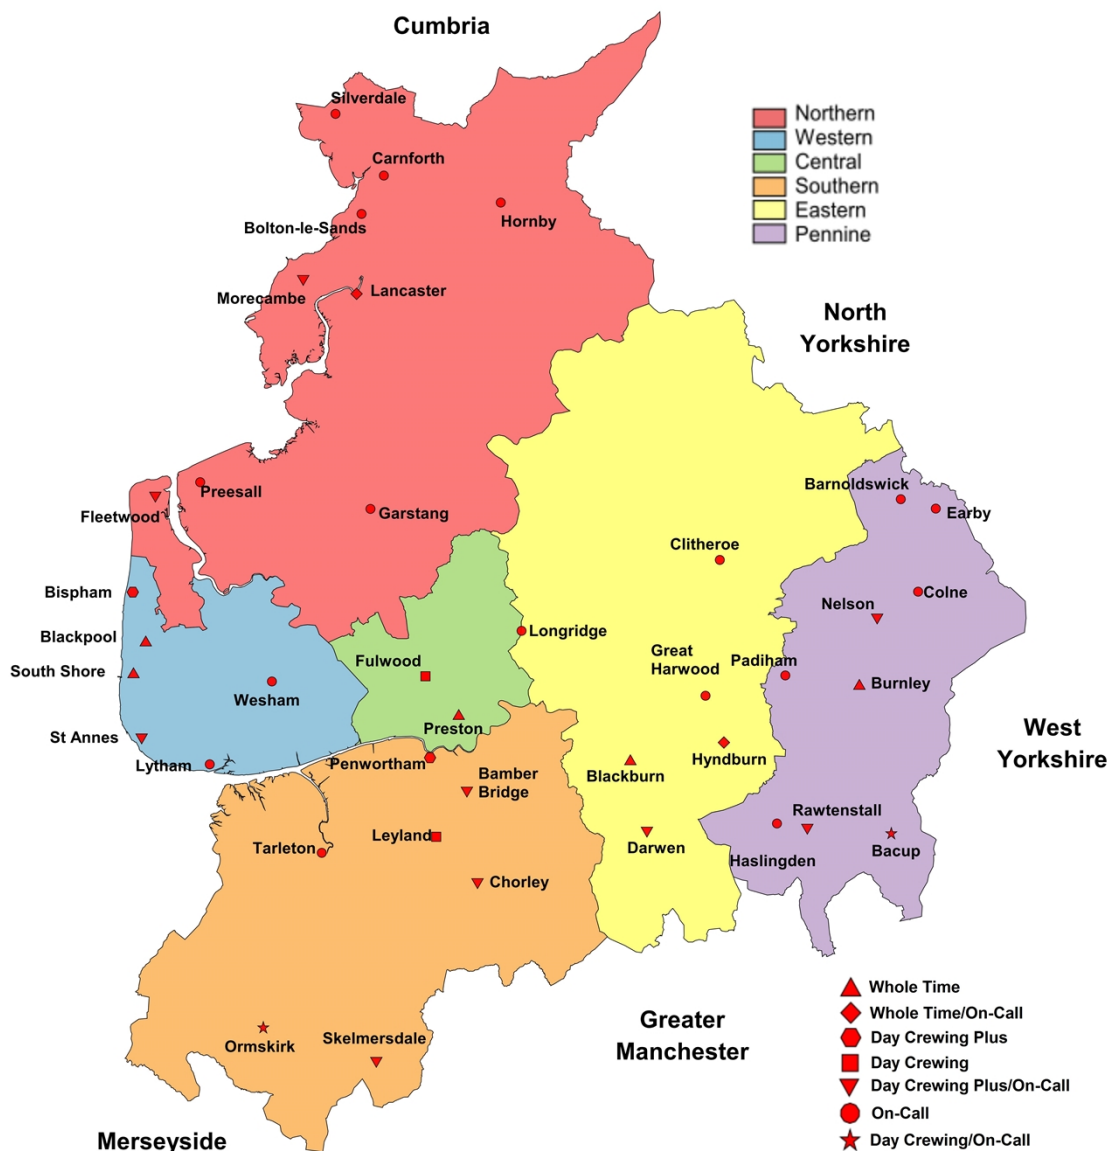 Cumbria
Silverdale
Carnforth
Bolton-le-Sands
Hornby
Morecambe
Lancaster
Northern
Western
Central
Southern
Eastern
Pennine
North
Yorkshire
Preesall
Fleetwood
Garstang
Barnoldswick
Earby
Clitheroe
Bispham
Colne
Nelson
Blackpool
Longridge
South Shore
Fulwood
Great
Harwood
Padiham
Wesham
Burnley
Preston
St Annes
Lytham
Penwortham
Bamber
Bridge
Blackburn
Hyndburn
West
Yorkshire
Tarleton
Leyland
Darwen
Rawtenstall
Haslingden
Bacup
Chorley
Ormskirk
Skelmersdale
Greater
Manchester
Merseyside
Whole Time
Whole Time/On-Call
Day Crewing Plus
Day Crewing
Day Crewing Plus/On-Call
On-Call
Day Crewing/On-Call